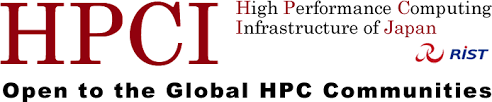 HPCI
High Performance Computing
Infrastructure of Japan
RIST
Open to the Global HPC Communities